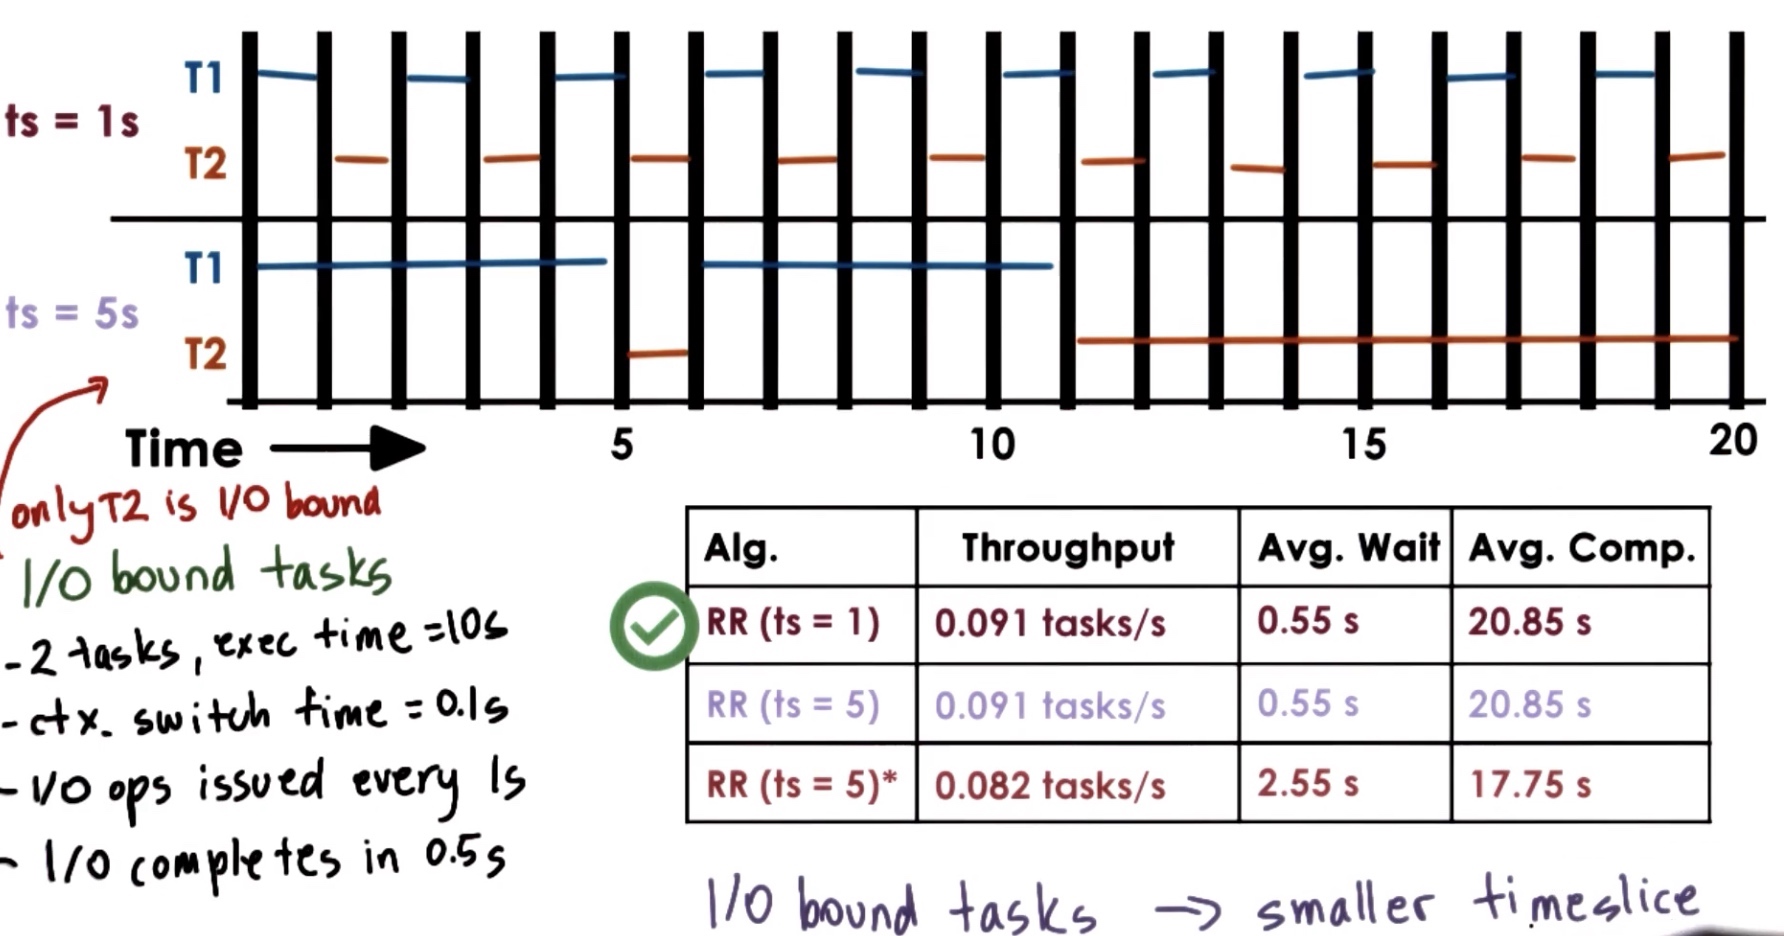 T1
ts = 1s
T2
T1
ts = 5s
T2
Time
5 10 15 20
only T2 is I/O bound
I/O bound tasks
- 2 tasks, exec time = 10s
- ctx. switch time = 0.1s
- I/O ops issued every 1s
- I/O completes in 0.5s
Alg. Throughput Avg. Wait Avg. Comp.
RR (ts = 1) 0.091 tasks/s 0.55 s 20.85 s
RR (ts = 5) 0.091 tasks/s 0.55 s 20.85 s
RR (ts = 5)* 0.082 tasks/s 2.55 s 17.75 s
I/O bound tasks → smaller timeslice